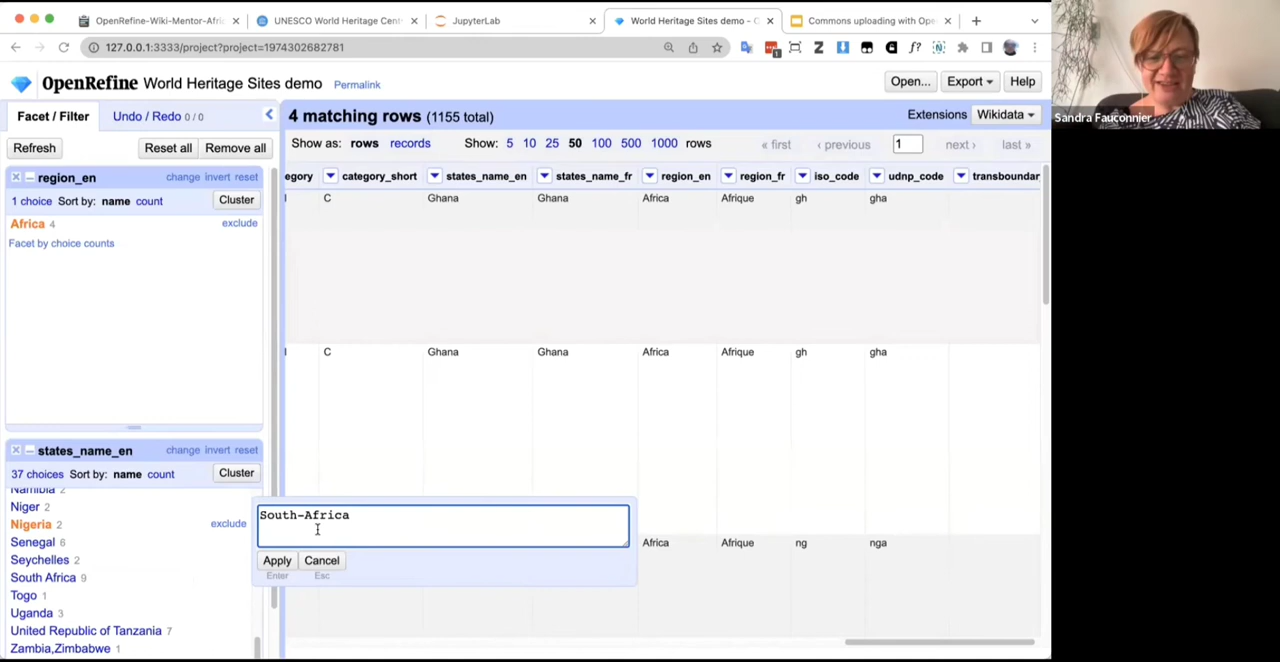 OpenRefine-Wiki-Mentor-Afric
UNESCO World Heritage Cent
JupyterLab
World Heritage Sites demo - O
Commons uploading with Ope
127.0.0.1:3333/project?project=1974302682781
OpenRefine World Heritage Sites demo Permalink
Open... Export Help
Facet / Filter Undo / Redo 0 / 0
4 matching rows (1155 total)
Extensions Wikidata
Sandra Fauconnier
Refresh Reset all Remove all
Show as: rows records Show: 5 10 25 50 100 500 1000 rows
« first ‹ previous 1 next › last »
egory category_short states_name_en states_name_fr region_en region_fr iso_code udnp_code transboundar
region_en change invert reset
1 choice Sort by: name count Cluster
Africa 4 exclude
Facet by choice counts
C Ghana Ghana Africa Afrique gh gha
C Ghana Ghana Africa Afrique gh gha
Africa Afrique ng nga
states_name_en change invert reset
37 choices Sort by: name count Cluster
Namibia 2
Niger 2
Nigeria 2 exclude
Senegal 6
Seychelles 2
South Africa 9
Togo 1
Uganda 3
United Republic of Tanzania 7
Zambia,Zimbabwe 1
South-Africa
Apply Cancel
Enter Esc